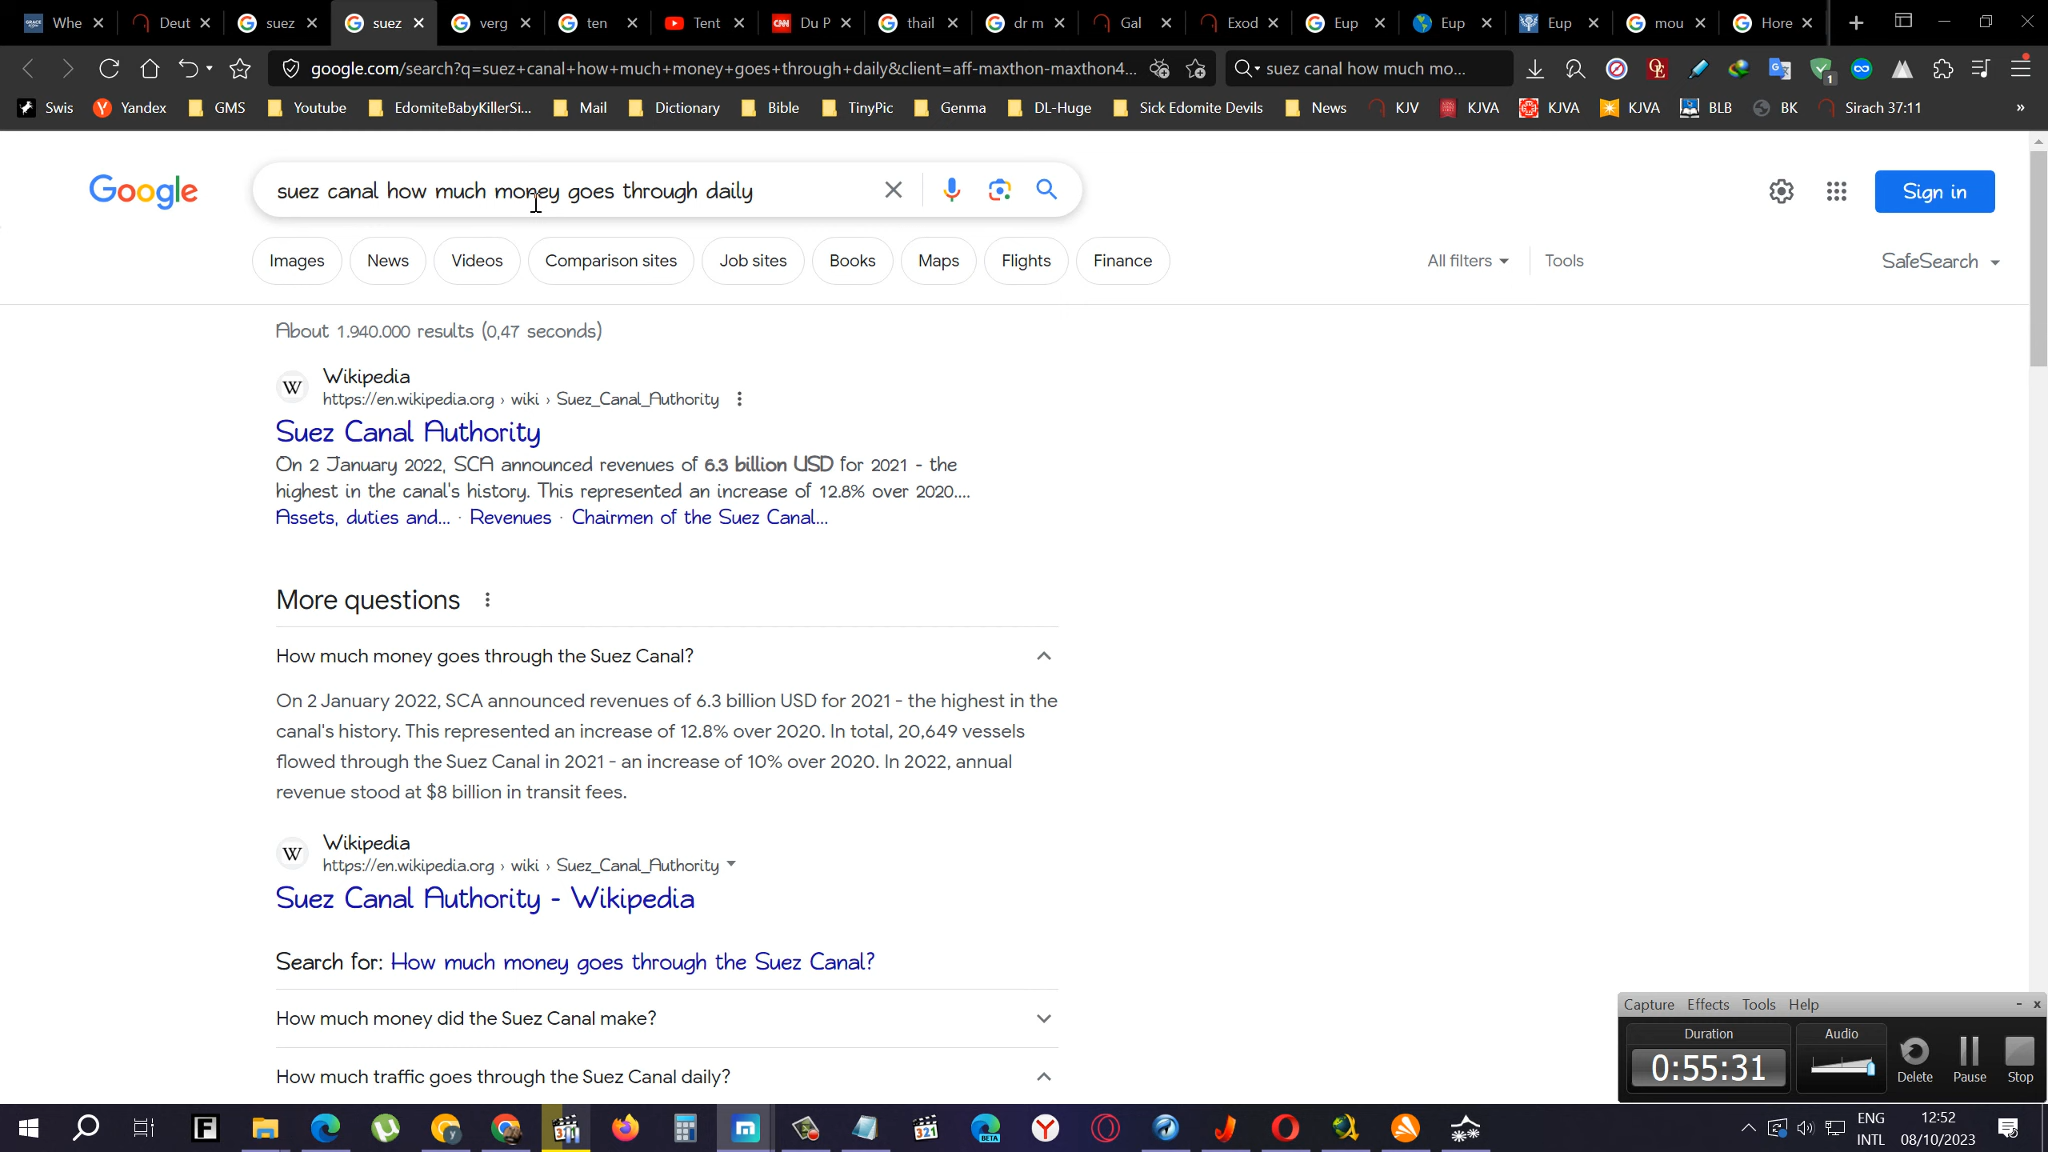 Whe
Deut
suez
suez
verg
ten
Tent
CNN
Du P
thail
dr m
Gal
Exod
Eup
Eup
Eup
mou
Hore
google.com/search?q=suez+canal+how+much+money+goes+through+daily&client=aff-maxthon-maxthon4...
suez canal how much mo...
Swis
Yandex
GMS
Youtube
EdomiteBabyKillerSi...
Mail
Dictionary
Bible
TinyPic
Genma
DL-Huge
Sick Edomite Devils
News
KJV
KJVA
KJVA
KJVA
BLB
BK
Sirach 37:11
»
Google
suez canal how much money goes through daily
Sign in
Images
News
Videos
Comparison sites
Job sites
Books
Maps
Flights
Finance
All filters
Tools
SafeSearch
About 1.940.000 results (0,47 seconds)
W
Wikipedia
https://en.wikipedia.org › wiki › Suez_Canal_Authority
Suez Canal Authority
On 2 January 2022, SCA announced revenues of 6.3 billion USD for 2021 - the
highest in the canal's history. This represented an increase of 12.8% over 2020....
Assets, duties and... · Revenues · Chairmen of the Suez Canal...
More questions
How much money goes through the Suez Canal?
On 2 January 2022, SCA announced revenues of 6.3 billion USD for 2021 - the highest in the
canal's history. This represented an increase of 12.8% over 2020. In total, 20,649 vessels
flowed through the Suez Canal in 2021 - an increase of 10% over 2020. In 2022, annual
revenue stood at $8 billion in transit fees.
W
Wikipedia
https://en.wikipedia.org › wiki › Suez_Canal_Authority
Suez Canal Authority - Wikipedia
Search for: How much money goes through the Suez Canal?
How much money did the Suez Canal make?
How much traffic goes through the Suez Canal daily?
Capture Effects Tools Help
Duration
Audio
0:55:31
Delete
Pause
Stop
ENG
INTL
12:52
08/10/2023